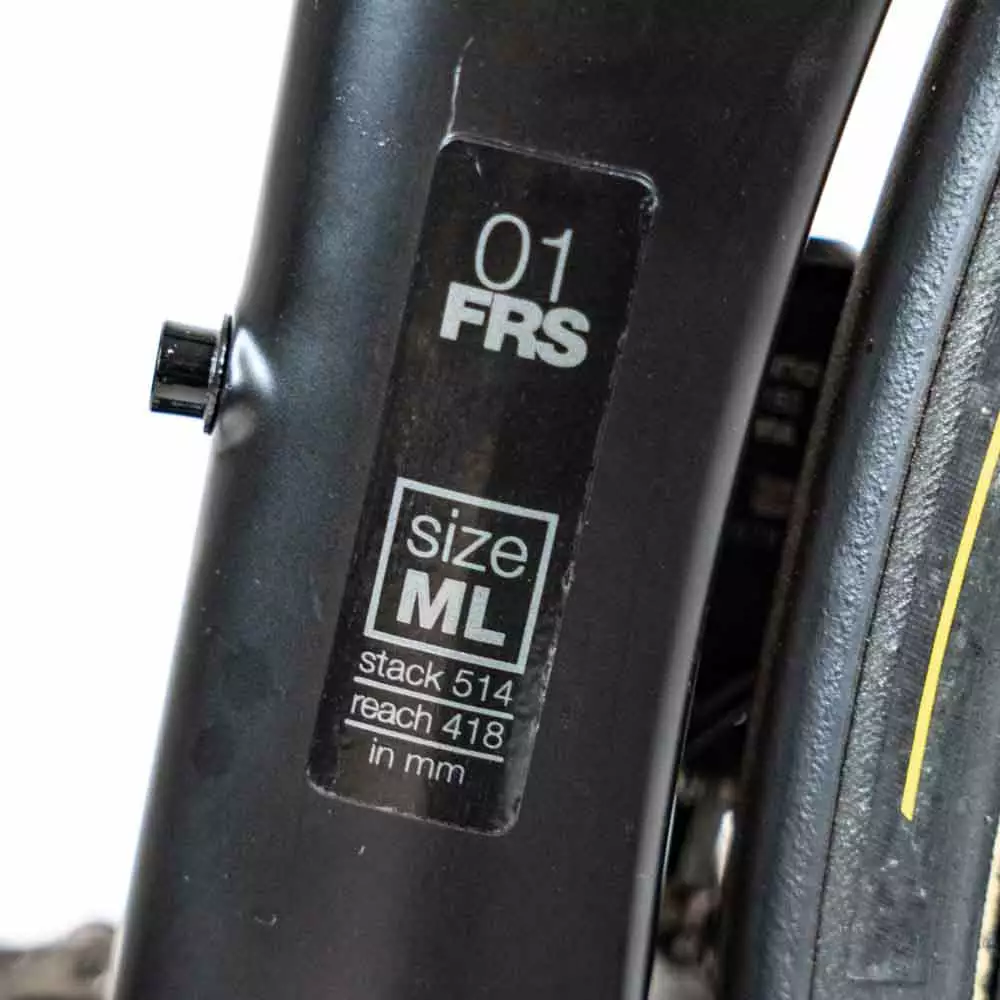 01
FRS
size
ML
stack 514
reach 418
in mm